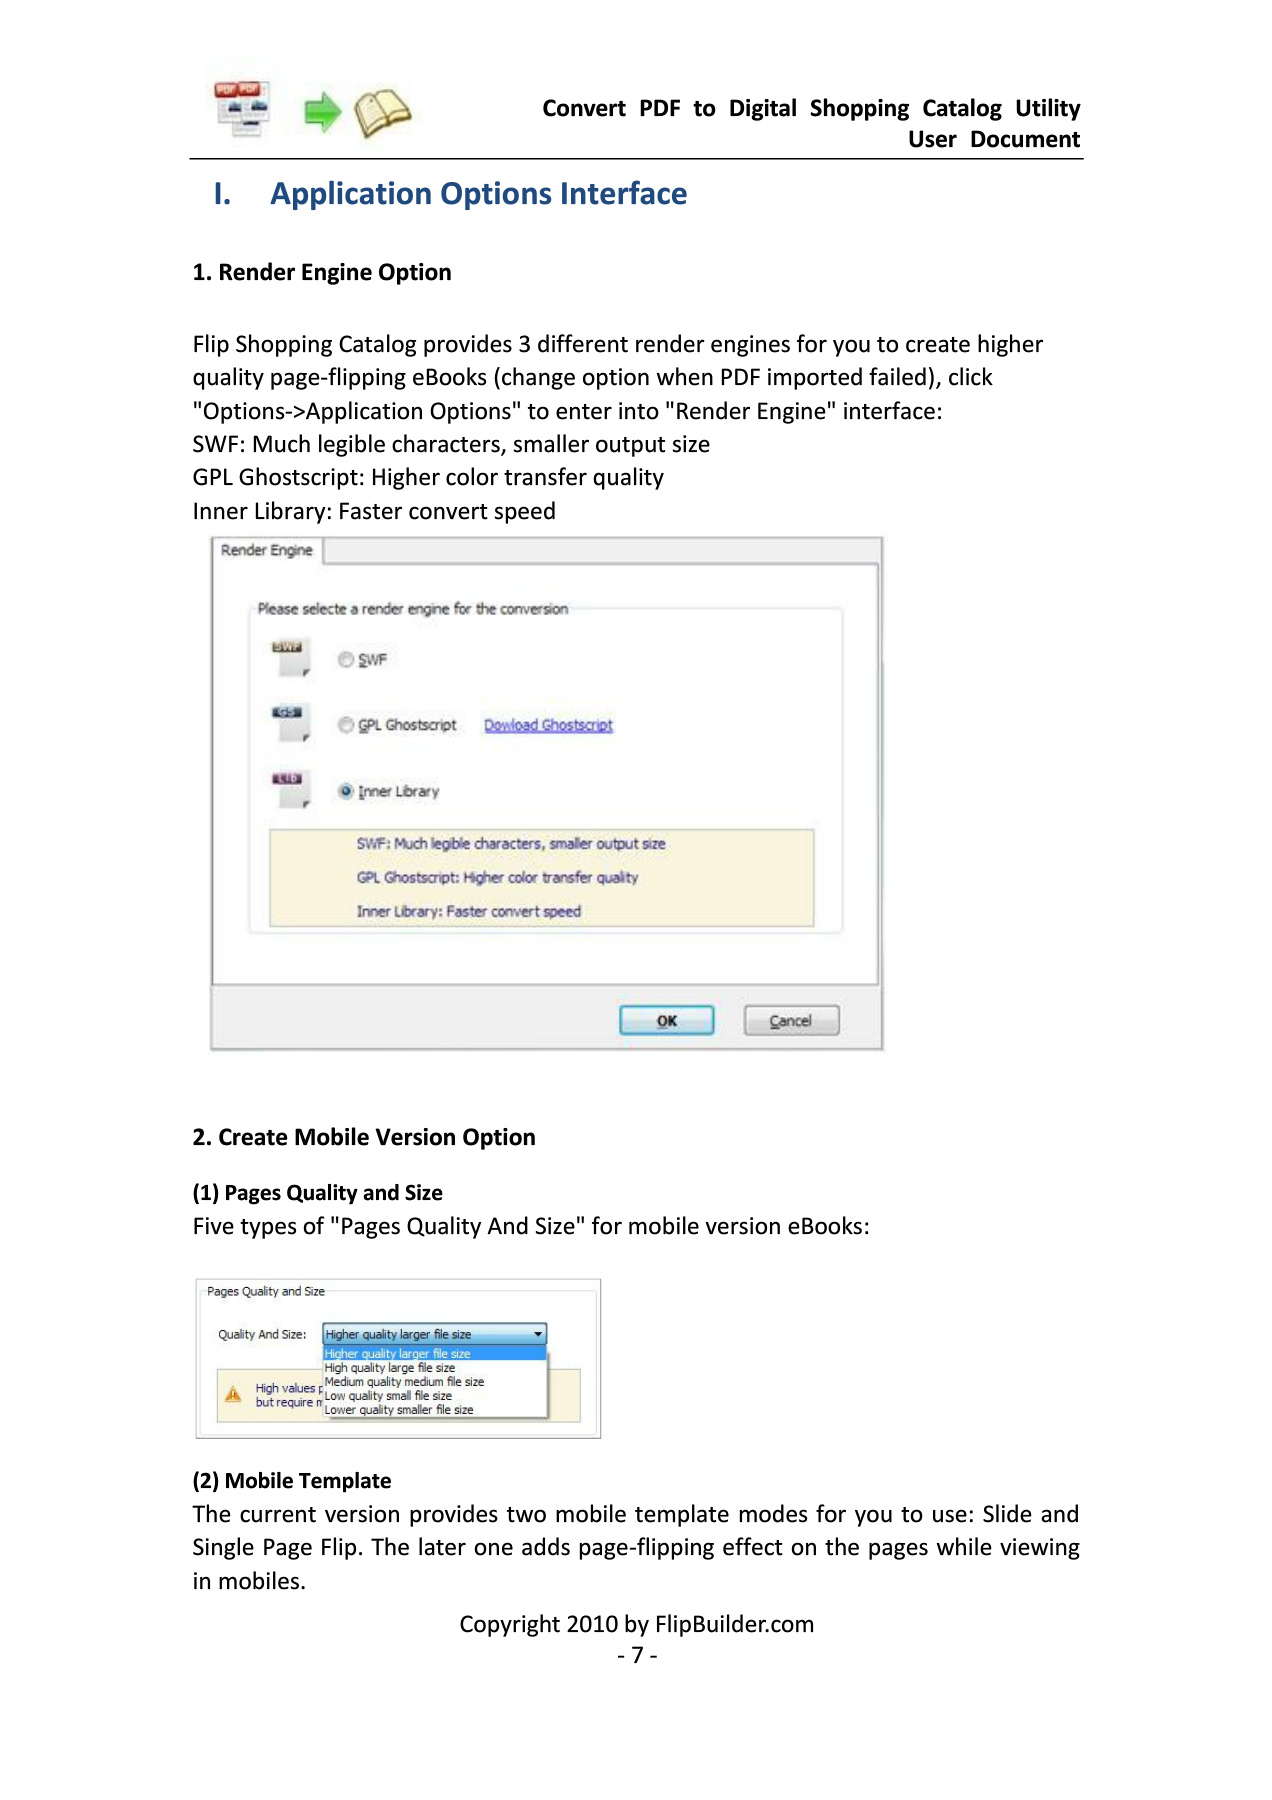 PDF PDF
Convert PDF to Digital Shopping Catalog Utility
User Document
I. Application Options Interface
1. Render Engine Option
Flip Shopping Catalog provides 3 different render engines for you to create higher
quality page-flipping eBooks (change option when PDF imported failed), click
"Options->Application Options" to enter into "Render Engine" interface:
SWF: Much legible characters, smaller output size
GPL Ghostscript: Higher color transfer quality
Inner Library: Faster convert speed
Render Engine
Please selecte a render engine for the conversion
SWF
SWF
GS
GPL Ghostscript Dowload Ghostscript
LIB
Inner Library
SWF: Much legible characters, smaller output size
GPL Ghostscript: Higher color transfer quality
Inner Library: Faster convert speed
OK Cancel
2. Create Mobile Version Option
(1) Pages Quality and Size
Five types of "Pages Quality And Size" for mobile version eBooks:
Pages Quality and Size
Quality And Size: Higher quality larger file size
Higher quality larger file size
High quality large file size
Medium quality medium file size
Low quality small file size
Lower quality smaller file size
High values
but require
(2) Mobile Template
The current version provides two mobile template modes for you to use: Slide and
Single Page Flip. The later one adds page-flipping effect on the pages while viewing
in mobiles.
Copyright 2010 by FlipBuilder.com
- 7 -